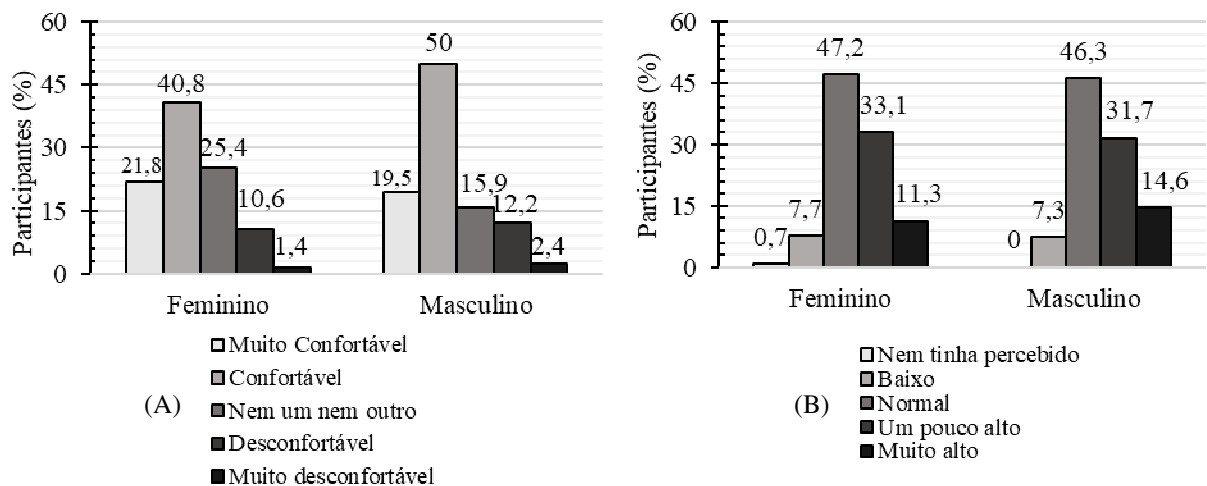 Participantes (%)
60
45
30
15
0
21,8
40,8
25,4
10,6
1,4
19,5
50
15,9
12,2
2,4
Feminino
Masculino
Muito Confortável
Confortável
Nem um nem outro
Desconfortável
Muito desconfortável
(A)
Participantes (%)
60
45
30
15
0
0,7
7,7
47,2
33,1
11,3
0
7,3
46,3
31,7
14,6
Feminino
Masculino
Nem tinha percebido
Baixo
Normal
Um pouco alto
Muito alto
(B)